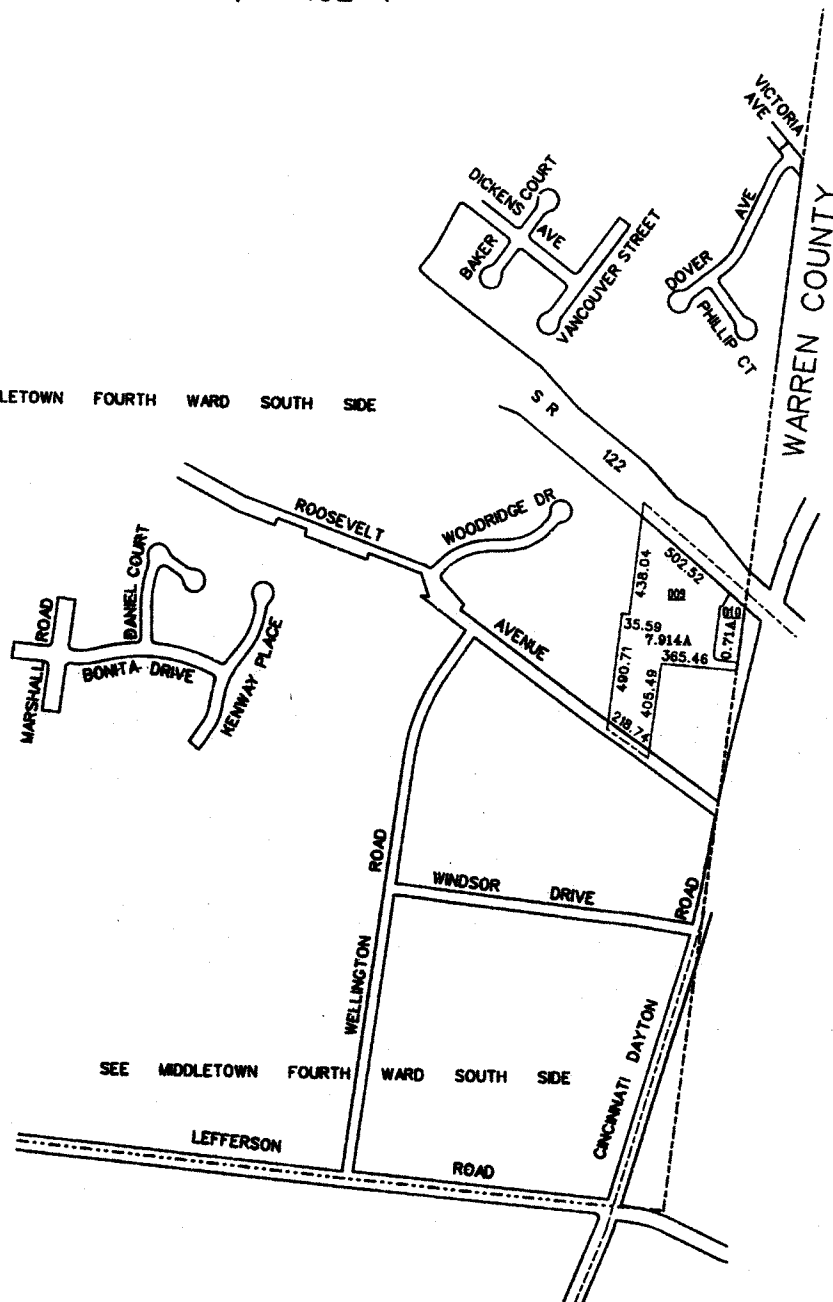 VICTORIA
AVE
DICKENS COURT
BAKER
AVE
VANCOUVER STREET
DOVER AVE
PHILLIP CT
WARREN COUNTY
LETOWN FOURTH WARD SOUTH SIDE
S R 122
ROOSEVELT
WOODRIDGE DR
AVENUE
DANIEL COURT
MARSHALL ROAD
BONITA DRIVE
KENWAY PLACE
438.04
502.52
009
010
35.59
7.914A
0.71A
365.46
490.71
405.49
218.74
WINDSOR DRIVE
WELLINGTON ROAD
CINCINNATI DAYTON ROAD
SEE MIDDLETOWN FOURTH WARD SOUTH SIDE
LEFFERSON ROAD